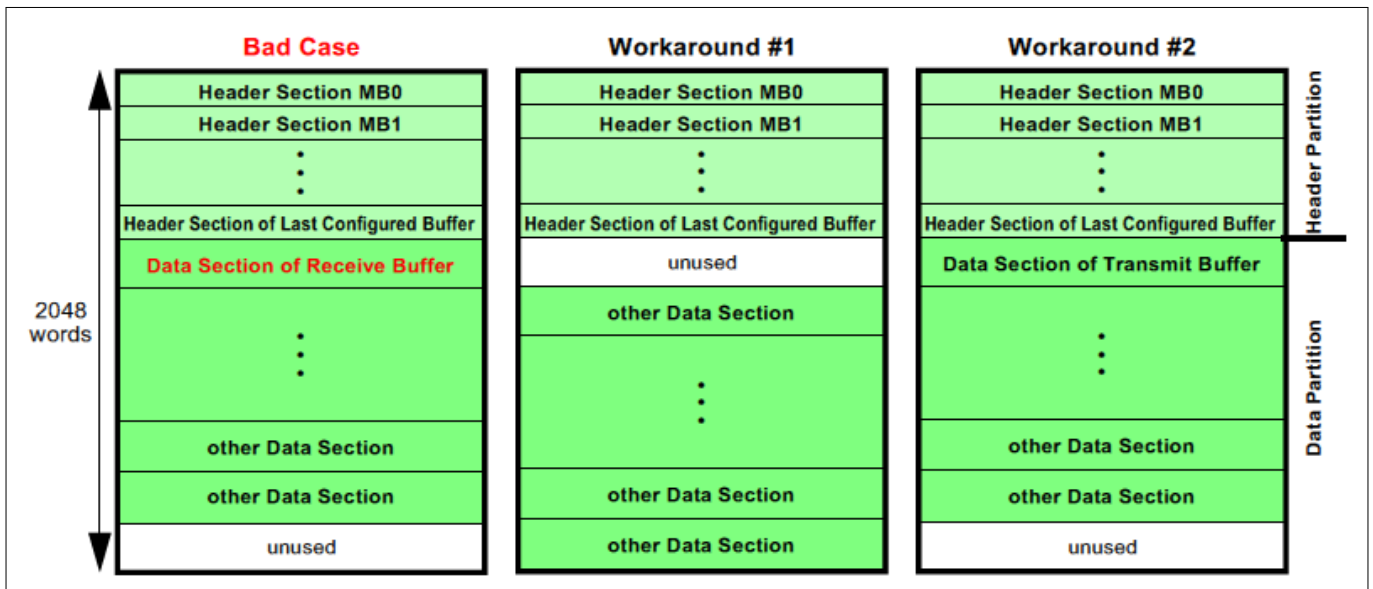 Bad Case
Workaround #1
Workaround #2
2048
words
Header Section MB0
Header Section MB1
Header Section of Last Configured Buffer
Data Section of Receive Buffer
other Data Section
other Data Section
unused
Header Section MB0
Header Section MB1
Header Section of Last Configured Buffer
unused
other Data Section
other Data Section
other Data Section
Header Section MB0
Header Section MB1
Header Section of Last Configured Buffer
Data Section of Transmit Buffer
other Data Section
other Data Section
unused
Header Partition
Data Partition